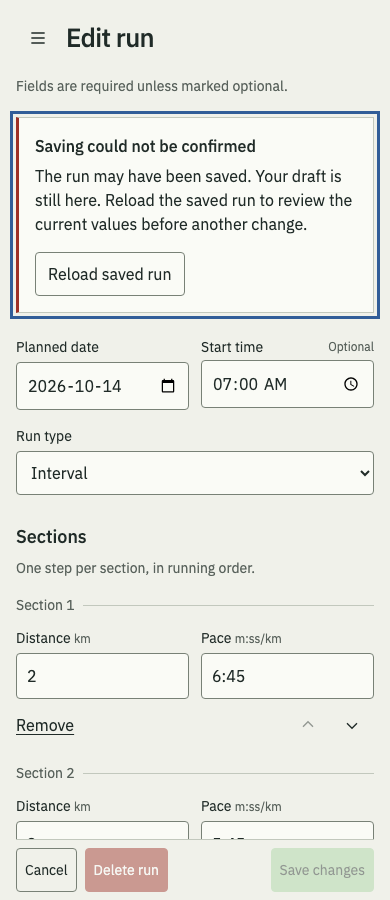 Edit run
Fields are required unless marked optional.
Saving could not be confirmed
The run may have been saved. Your draft is
still here. Reload the saved run to review the
current values before another change.
Reload saved run
Planned date
Start time Optional
2026-10-14
07:00 AM
Run type
Interval
Sections
One step per section, in running order.
Section 1
Distance km
Pace m:ss/km
2
6:45
Remove
Section 2
Distance km
Pace m:ss/km
Cancel
Delete run
Save changes